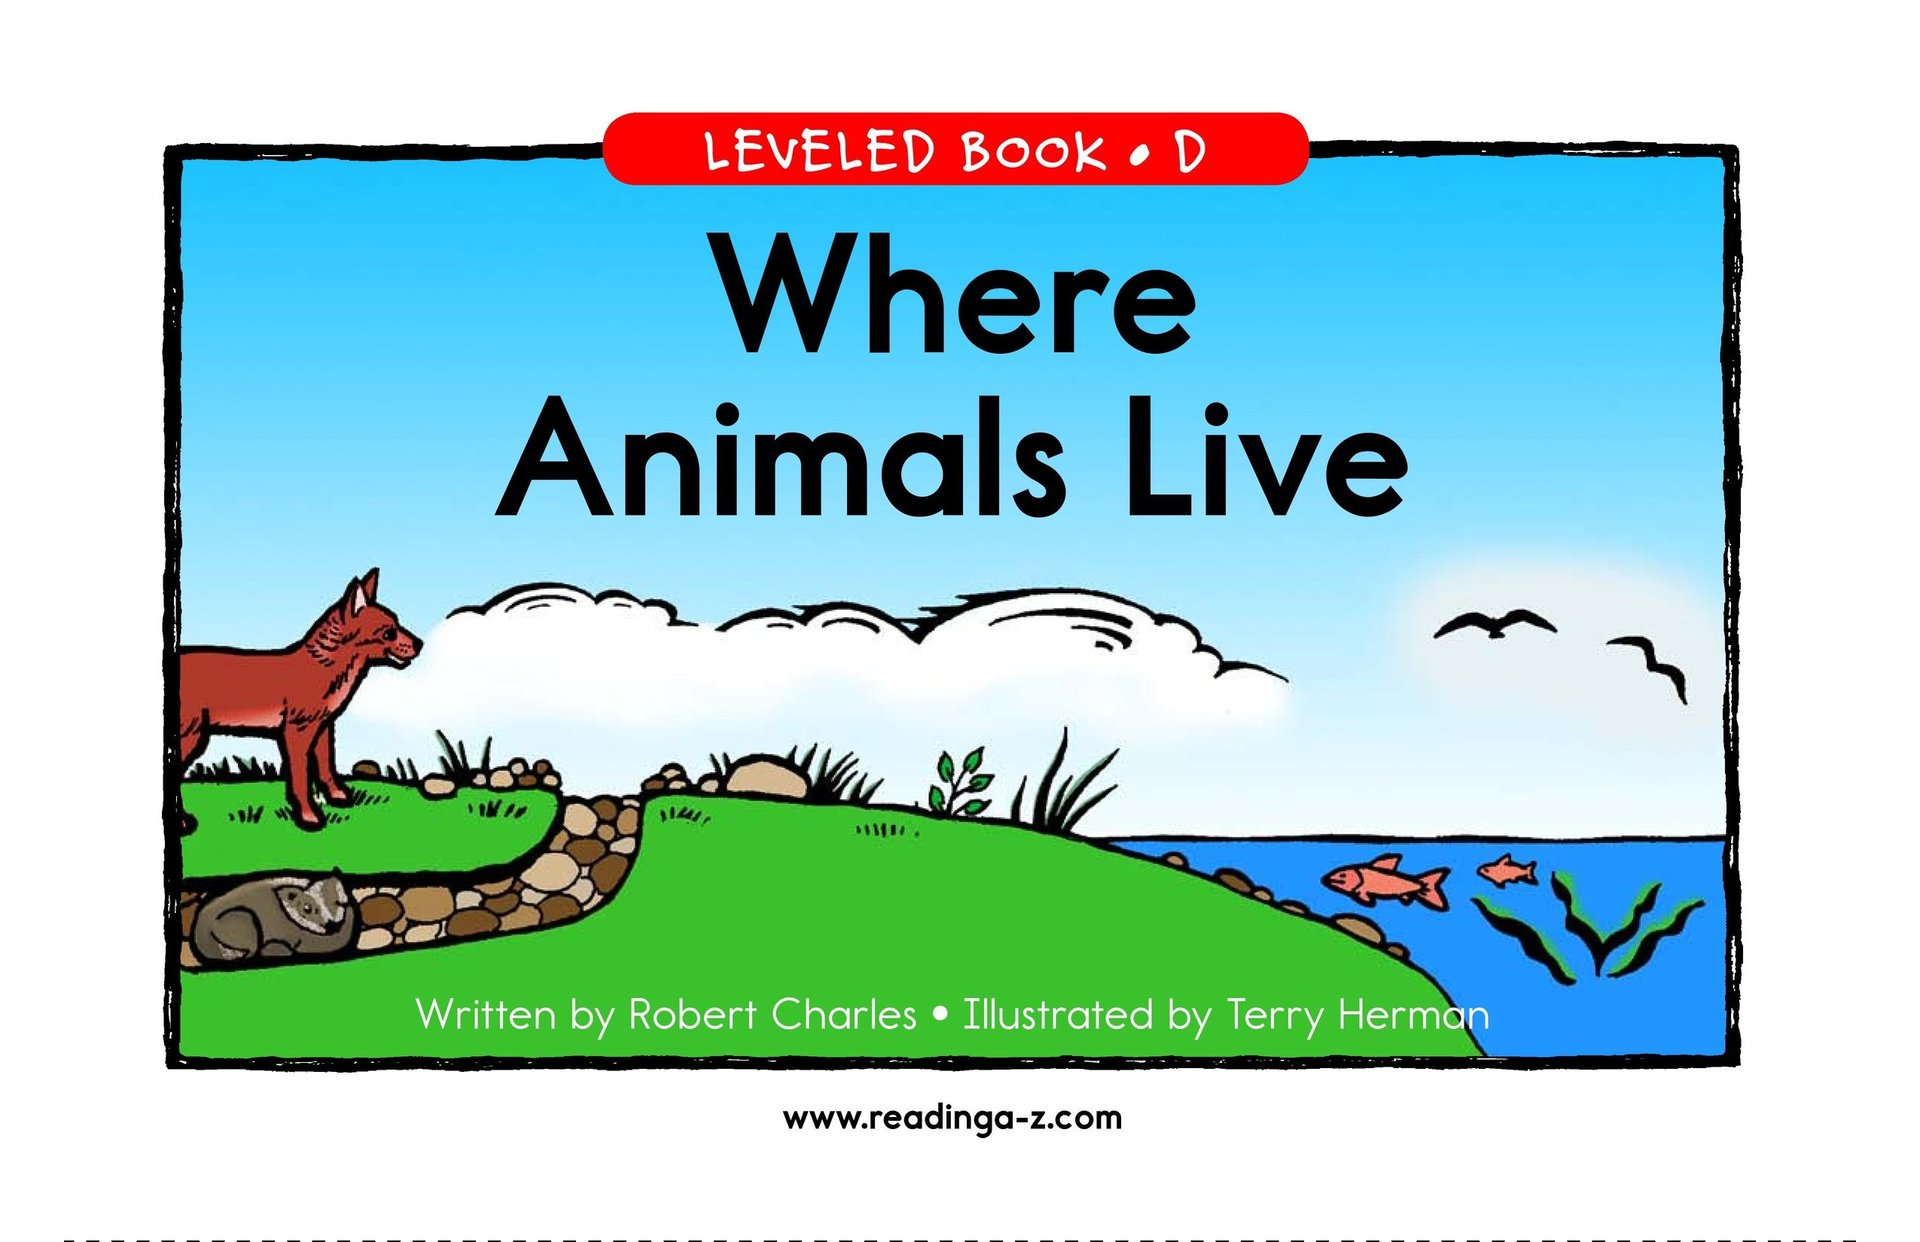 LEVELED BOOK • D
Where
Animals Live
Written by Robert Charles • Illustrated by Terry Herman
www.readinga-z.com